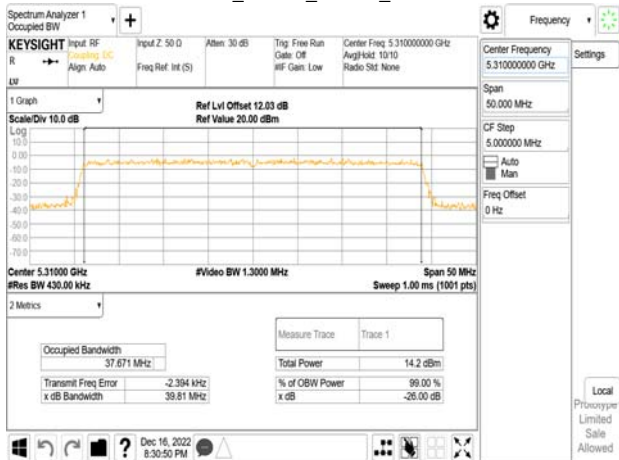 Spectrum Analyzer 1
Occupied BW
+
Frequency
KEYSIGHT Input: RF Input Z: 50 Ω Atten: 30 dB Trig: Free Run Center Freq: 5.310000000 GHz
R Coupling: DC Gate: Off Avg|Hold: 10/10
Align: Auto Freq Ref: Int (S) #IF Gain: Low Radio Std: None
LW
Center Frequency
5.310000000 GHz
Settings
Span
50.000 MHz
CF Step
5.000000 MHz
Auto
Man
Freq Offset
0 Hz
1 Graph
Ref Lvl Offset 12.03 dB
Scale/Div 10.0 dB Ref Value 20.00 dBm
Log
10.0
0.00
-10.0
-20.0
-30.0
-40.0
-50.0
-60.0
-70.0
Center 5.31000 GHz #Video BW 1.3000 MHz Span 50 MHz
#Res BW 430.00 kHz Sweep 1.00 ms (1001 pts)
2 Metrics
Measure Trace Trace 1
Occupied Bandwidth
37.671 MHz Total Power 14.2 dBm
Transmit Freq Error -2.394 kHz % of OBW Power 99.00 %
x dB Bandwidth 39.81 MHz x dB -26.00 dB
Local
Prototype
Limited
Sale
Allowed
? Dec 16, 2022
8:30:50 PM